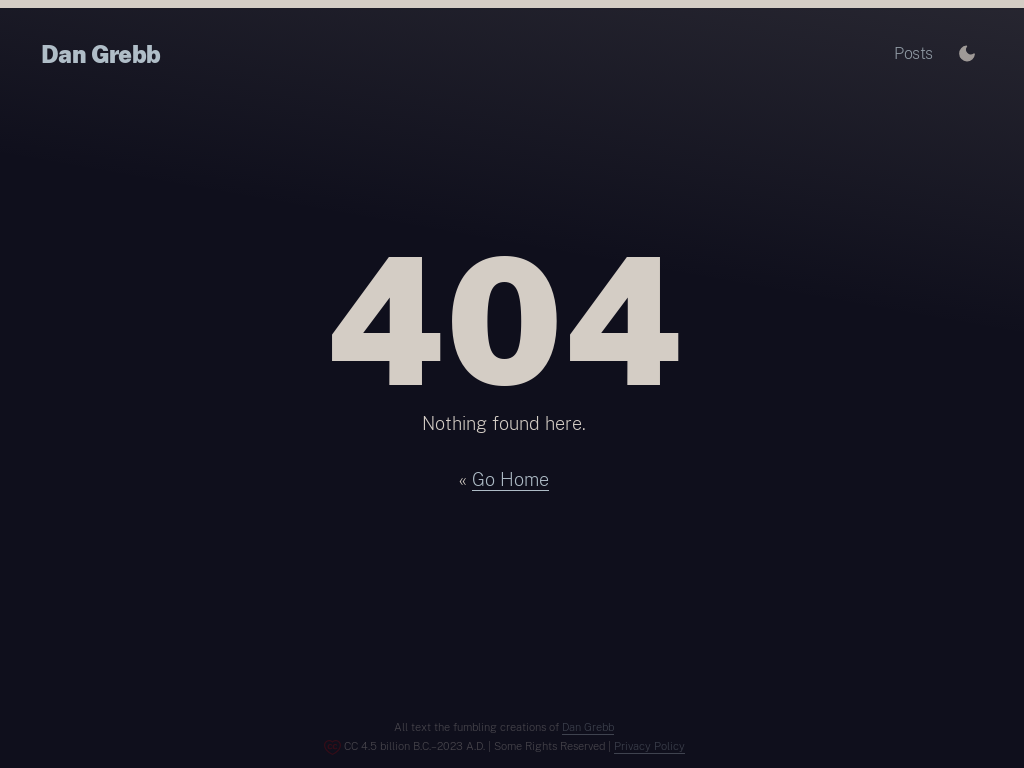 Dan Grebb
Posts
404
Nothing found here.
« Go Home
All text the fumbling creations of Dan Grebb
CC 4.5 billion B.C.–2023 A.D. | Some Rights Reserved | Privacy Policy